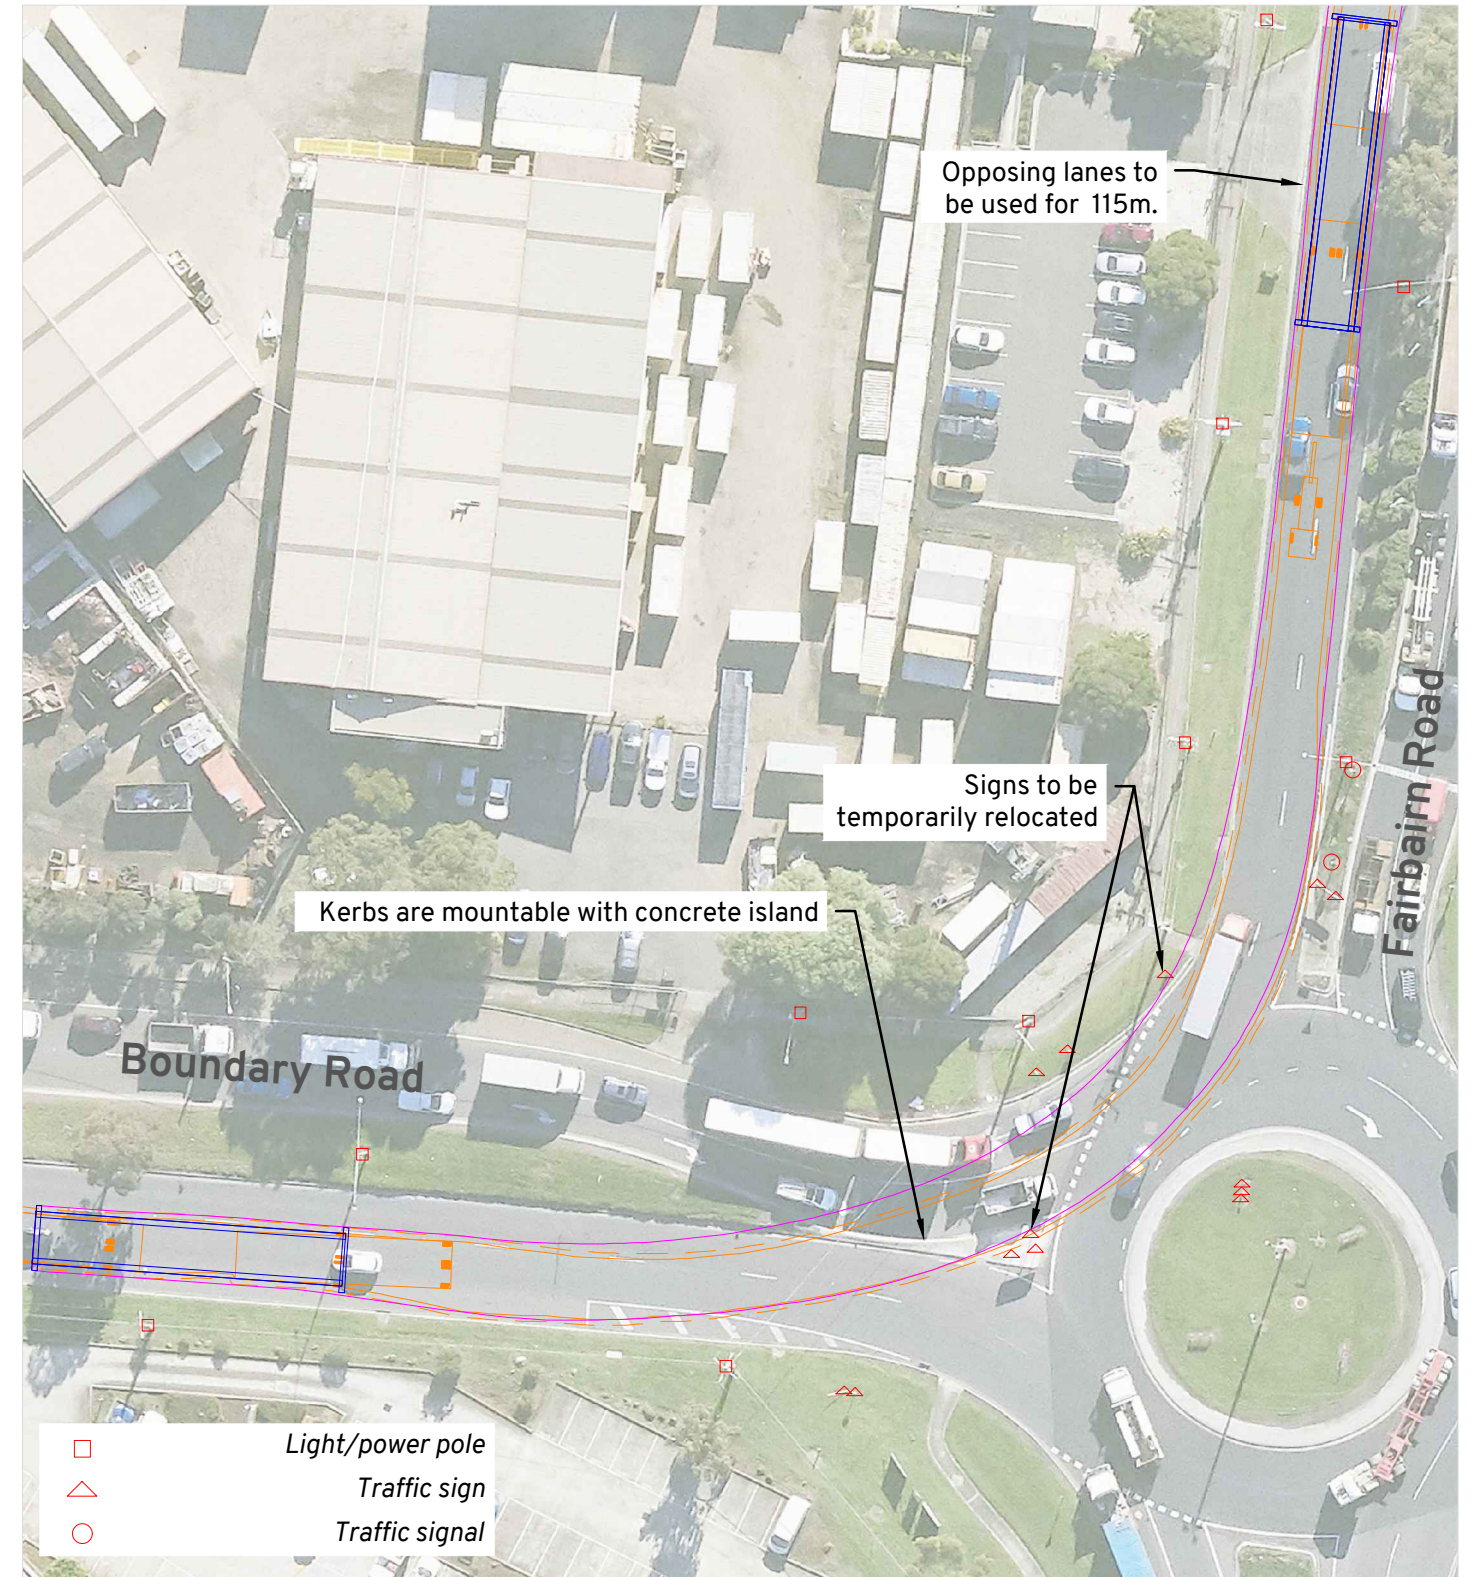 Opposing lanes to
be used for 115m.
Signs to be
temporarily relocated
Kerbs are mountable with concrete island
Fairbairn Road
Boundary Road
Light/power pole
Traffic sign
Traffic signal